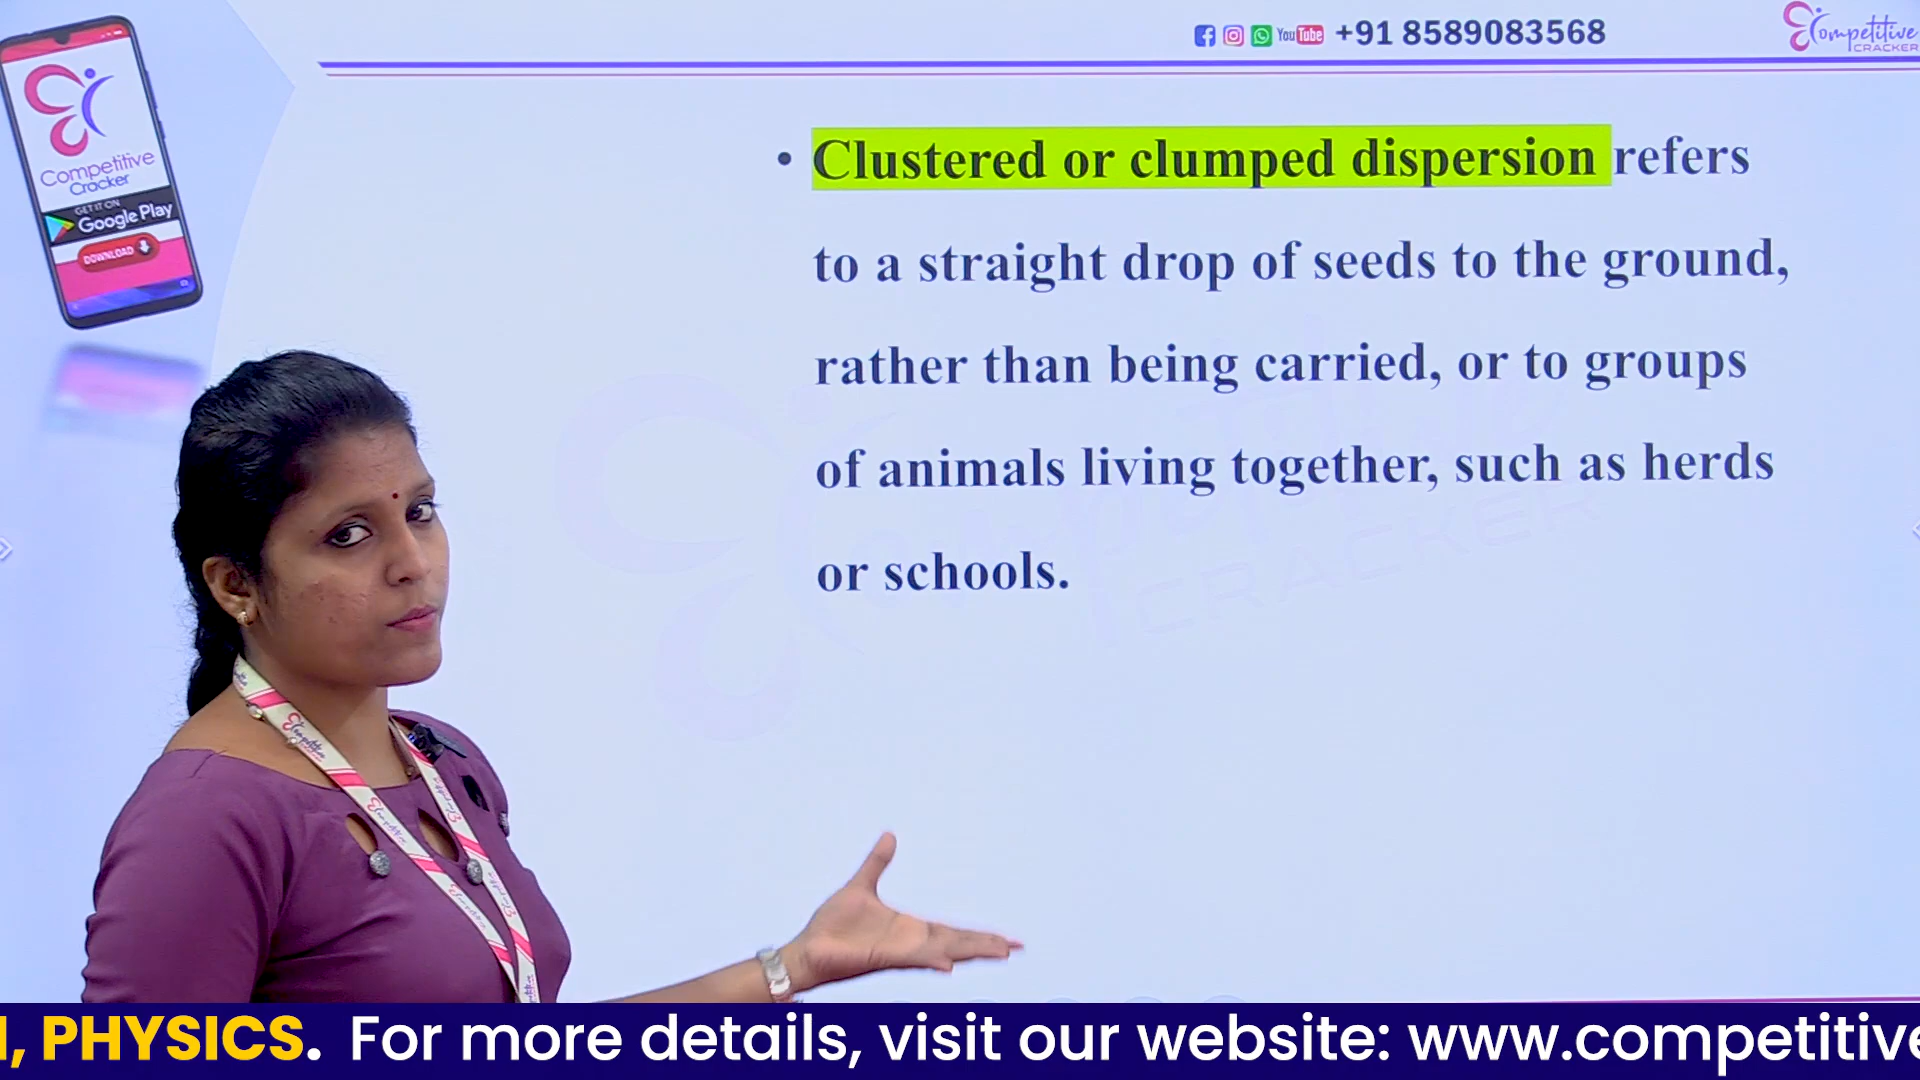 YouTube +91 8589083568
Competitive
CRACKER
Competitive
Cracker
GET IT ON
Google Play
DOWNLOAD
• Clustered or clumped dispersion refers
to a straight drop of seeds to the ground,
rather than being carried, or to groups
of animals living together, such as herds
or schools.
CRACKER
, PHYSICS. For more details, visit our website: www.competitive